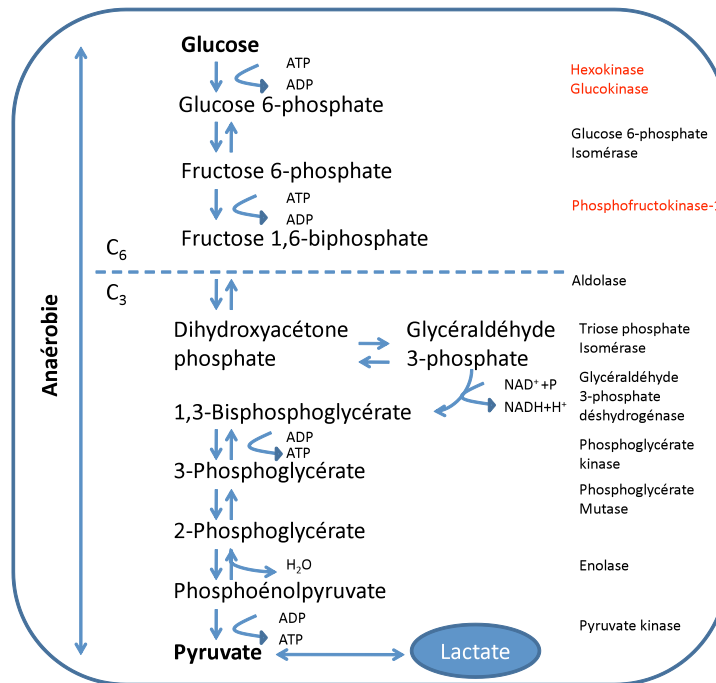 Glucose
ATP
ADP
Hexokinase
Glucokinase
Glucose 6-phosphate
Glucose 6-phosphate
Isomérase
Fructose 6-phosphate
ATP
ADP
Phosphofructokinase-1
Fructose 1,6-biphosphate
C₆
C₃
Aldolase
Anaérobie
Dihydroxyacétone
phosphate
Glycéraldéhyde
3-phosphate
Triose phosphate
Isomérase
NAD⁺+P
NADH+H⁺
Glycéraldéhyde
3-phosphate
déshydrogénase
1,3-Bisphosphoglycérate
ADP
ATP
Phosphoglycérate
kinase
3-Phosphoglycérate
Phosphoglycérate
Mutase
2-Phosphoglycérate
H₂O
Enolase
Phosphoénolpyruvate
ADP
ATP
Pyruvate kinase
Pyruvate
Lactate